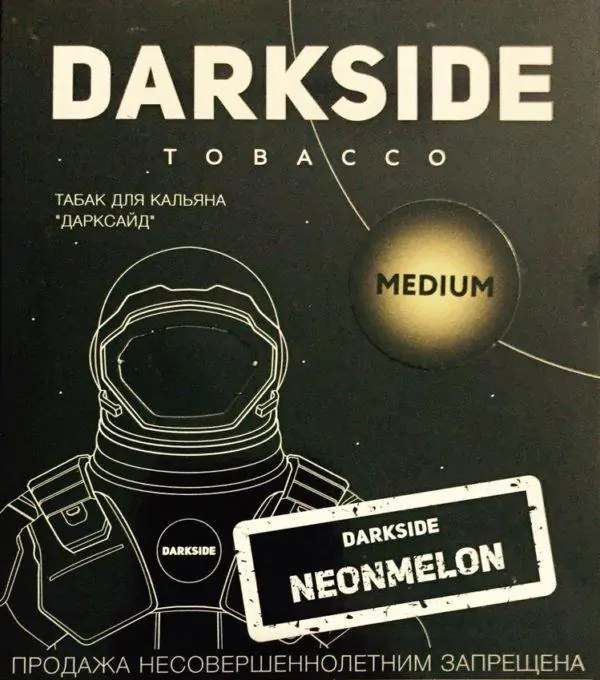 DARKSIDE
TOBACCO
ТАБАК ДЛЯ КАЛЬЯНА
"ДАРКСАЙД"
MEDIUM
DARKSIDE
DARKSIDE
NEONMELON
ПРОДАЖА НЕСОВЕРШЕННОЛЕТНИМ ЗАПРЕЩЕНА